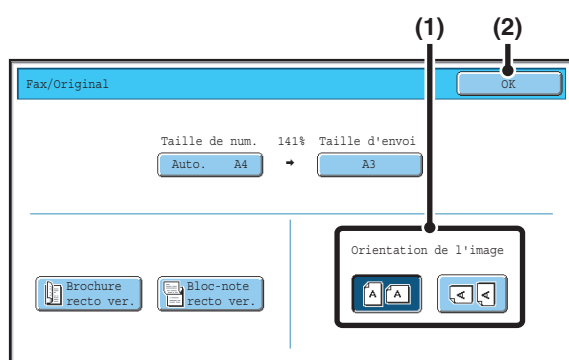 (1) (2)
Fax/Original OK
Taille de num. 141% Taille d'envoi
Auto. A4 ➞ A3
Orientation de l'image
Brochure
recto ver.
Bloc-note
recto ver.
A A A A